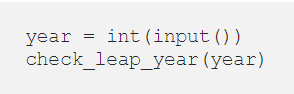 year = int(input())
check_leap_year(year)